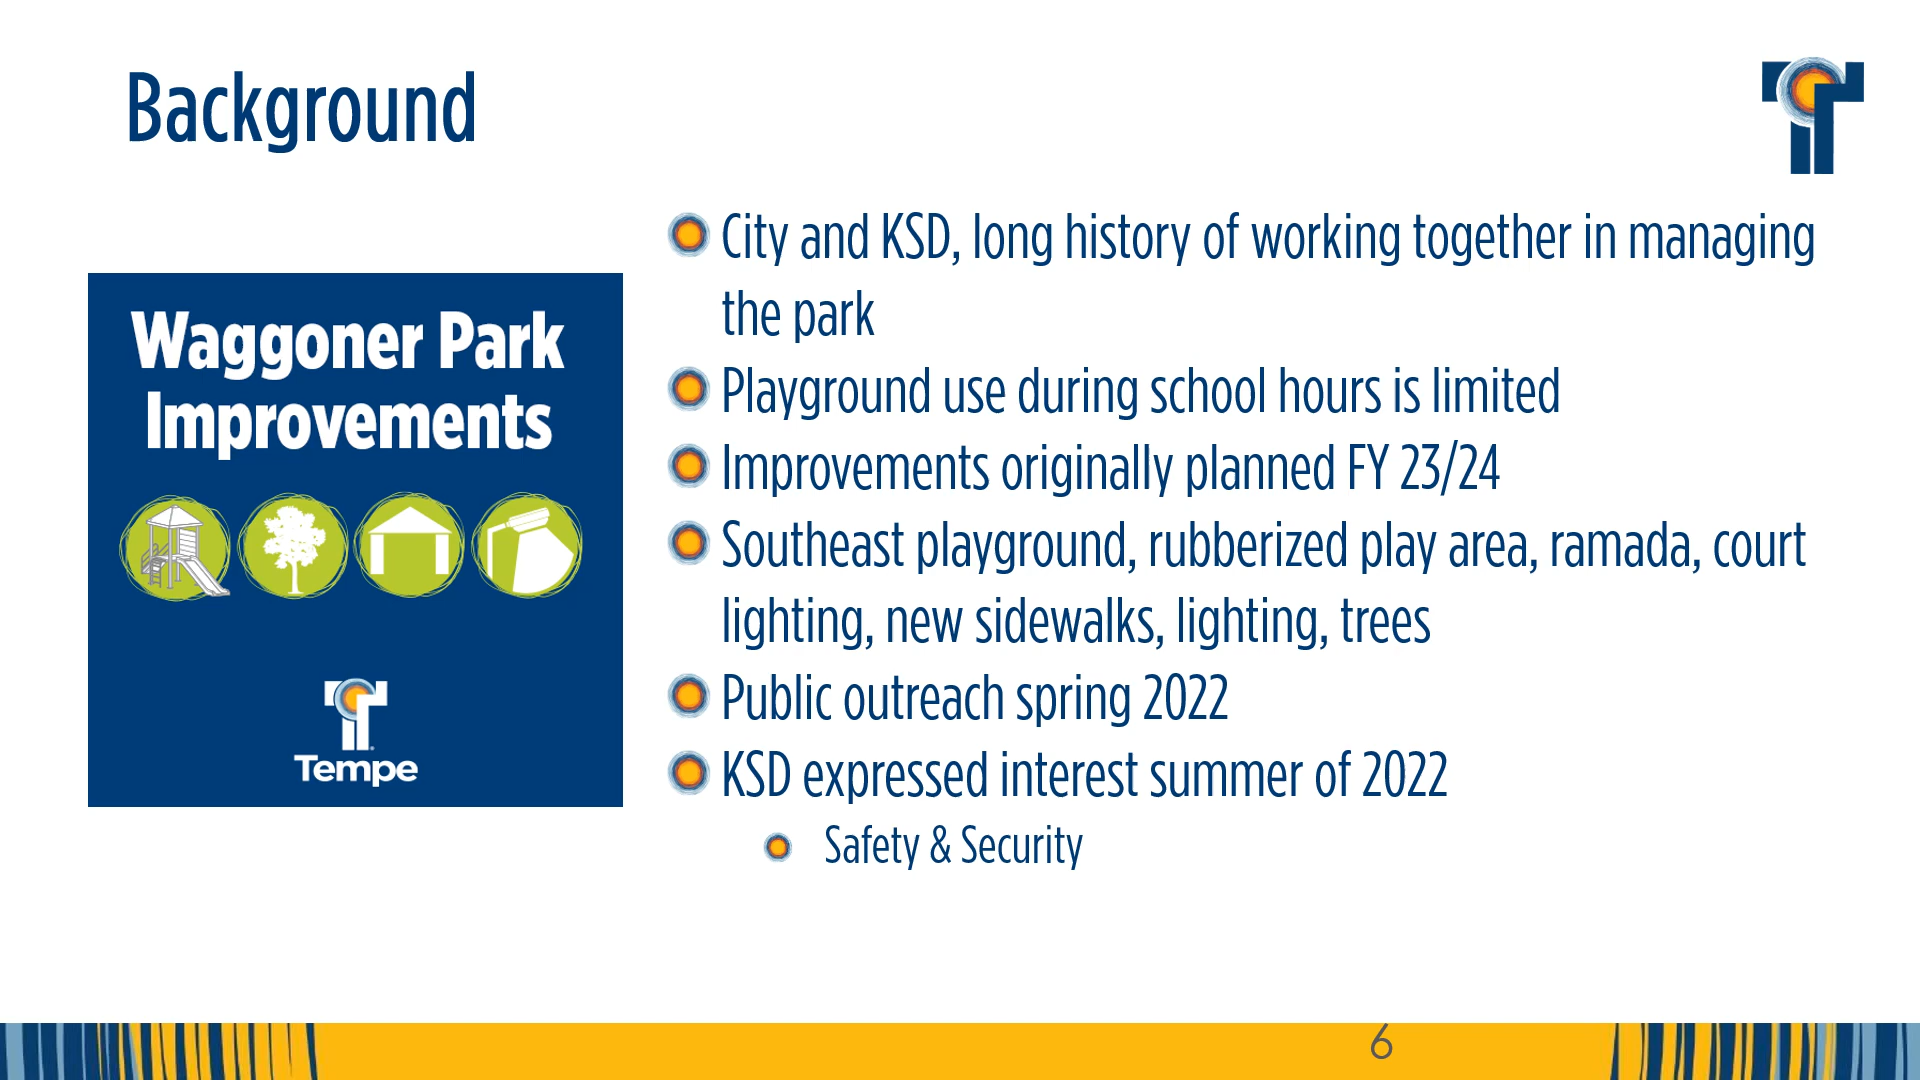 Background
Waggoner Park
Improvements
Tempe
City and KSD, long history of working together in managing
the park
Playground use during school hours is limited
Improvements originally planned FY 23/24
Southeast playground, rubberized play area, ramada, court
lighting, new sidewalks, lighting, trees
Public outreach spring 2022
KSD expressed interest summer of 2022
Safety & Security
6